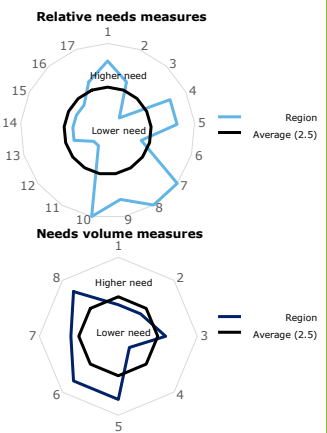 Relative needs measures
1
17 2
16 3
Higher need
15 4
14 5
Lower need
13 6
12 7
11 8
10 9
Region
Average (2.5)
Needs volume measures
1
8 2
Higher need
7 3
Lower need
6 4
5
Region
Average (2.5)